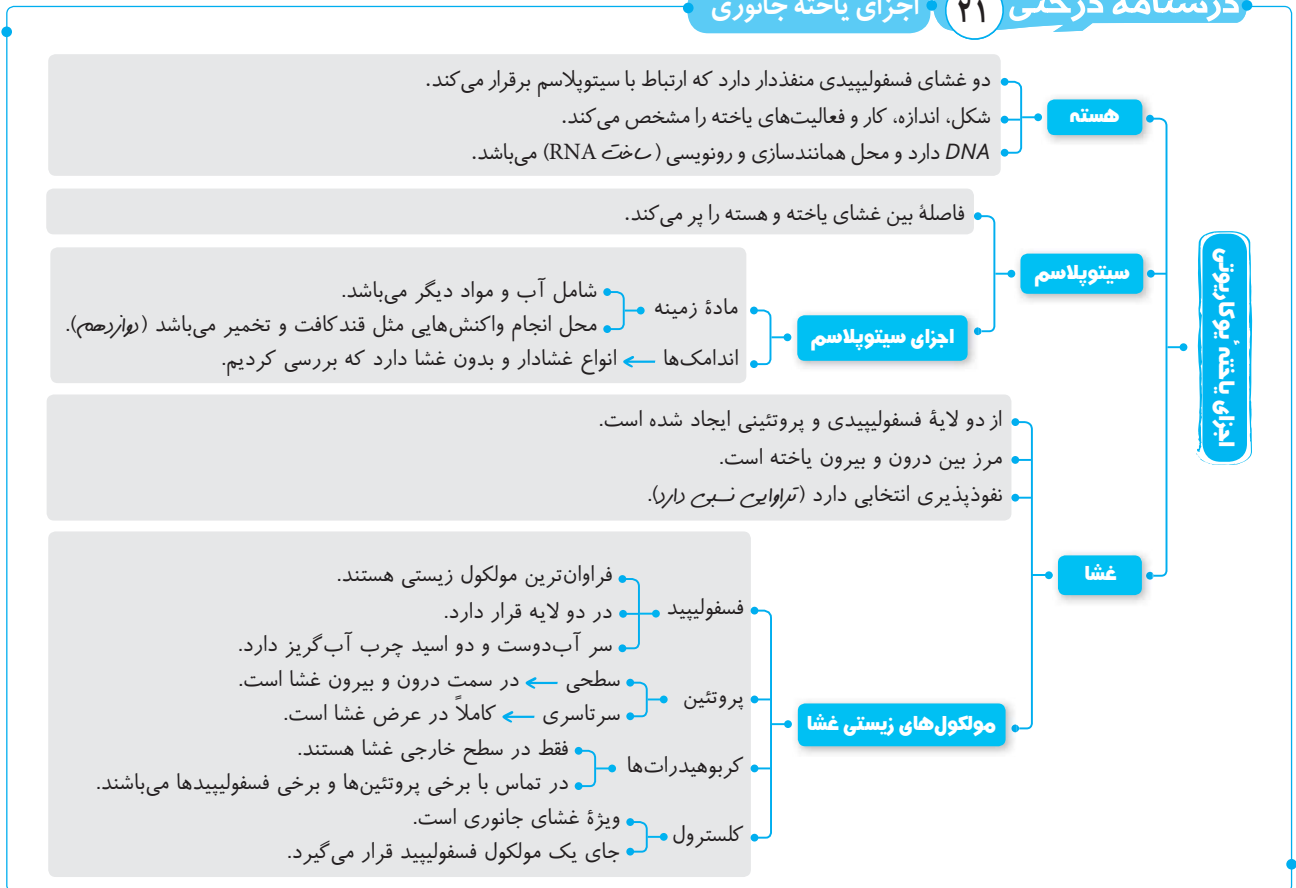 درسنامه درختی ۲۱ اجزای یاخته جانوری
اجزای یاختهٔ یوکاریوتی
هسته
دو غشای فسفولیپیدی منفذدار دارد که ارتباط با سیتوپلاسم برقرار می‌کند.
شکل، اندازه، کار و فعالیت‌های یاخته را مشخص می‌کند.
DNA دارد و محل همانندسازی و رونویسی (ساخت RNA) می‌باشد.
سیتوپلاسم
فاصلهٔ بین غشای یاخته و هسته را پر می‌کند.
اجزای سیتوپلاسم
مادهٔ زمینه
شامل آب و مواد دیگر می‌باشد.
محل انجام واکنش‌هایی مثل قندکافت و تخمیر می‌باشد (دوازدهم).
اندامک‌ها ← انواع غشادار و بدون غشا دارد که بررسی کردیم.
غشا
از دو لایهٔ فسفولیپیدی و پروتئینی ایجاد شده است.
مرز بین درون و بیرون یاخته است.
نفوذپذیری انتخابی دارد (تراوایی نسبی دارد).
مولکول‌های زیستی غشا
فسفولیپید
فراوان‌ترین مولکول زیستی هستند.
در دو لایه قرار دارد.
سر آب‌دوست و دو اسید چرب آب‌گریز دارد.
پروتئین
سطحی ← در سمت درون و بیرون غشا است.
سرتاسری ← کاملاً در عرض غشا است.
کربوهیدرات‌ها
فقط در سطح خارجی غشا هستند.
در تماس با برخی پروتئین‌ها و برخی فسفولیپیدها می‌باشند.
کلسترول
ویژهٔ غشای جانوری است.
جای یک مولکول فسفولیپید قرار می‌گیرد.